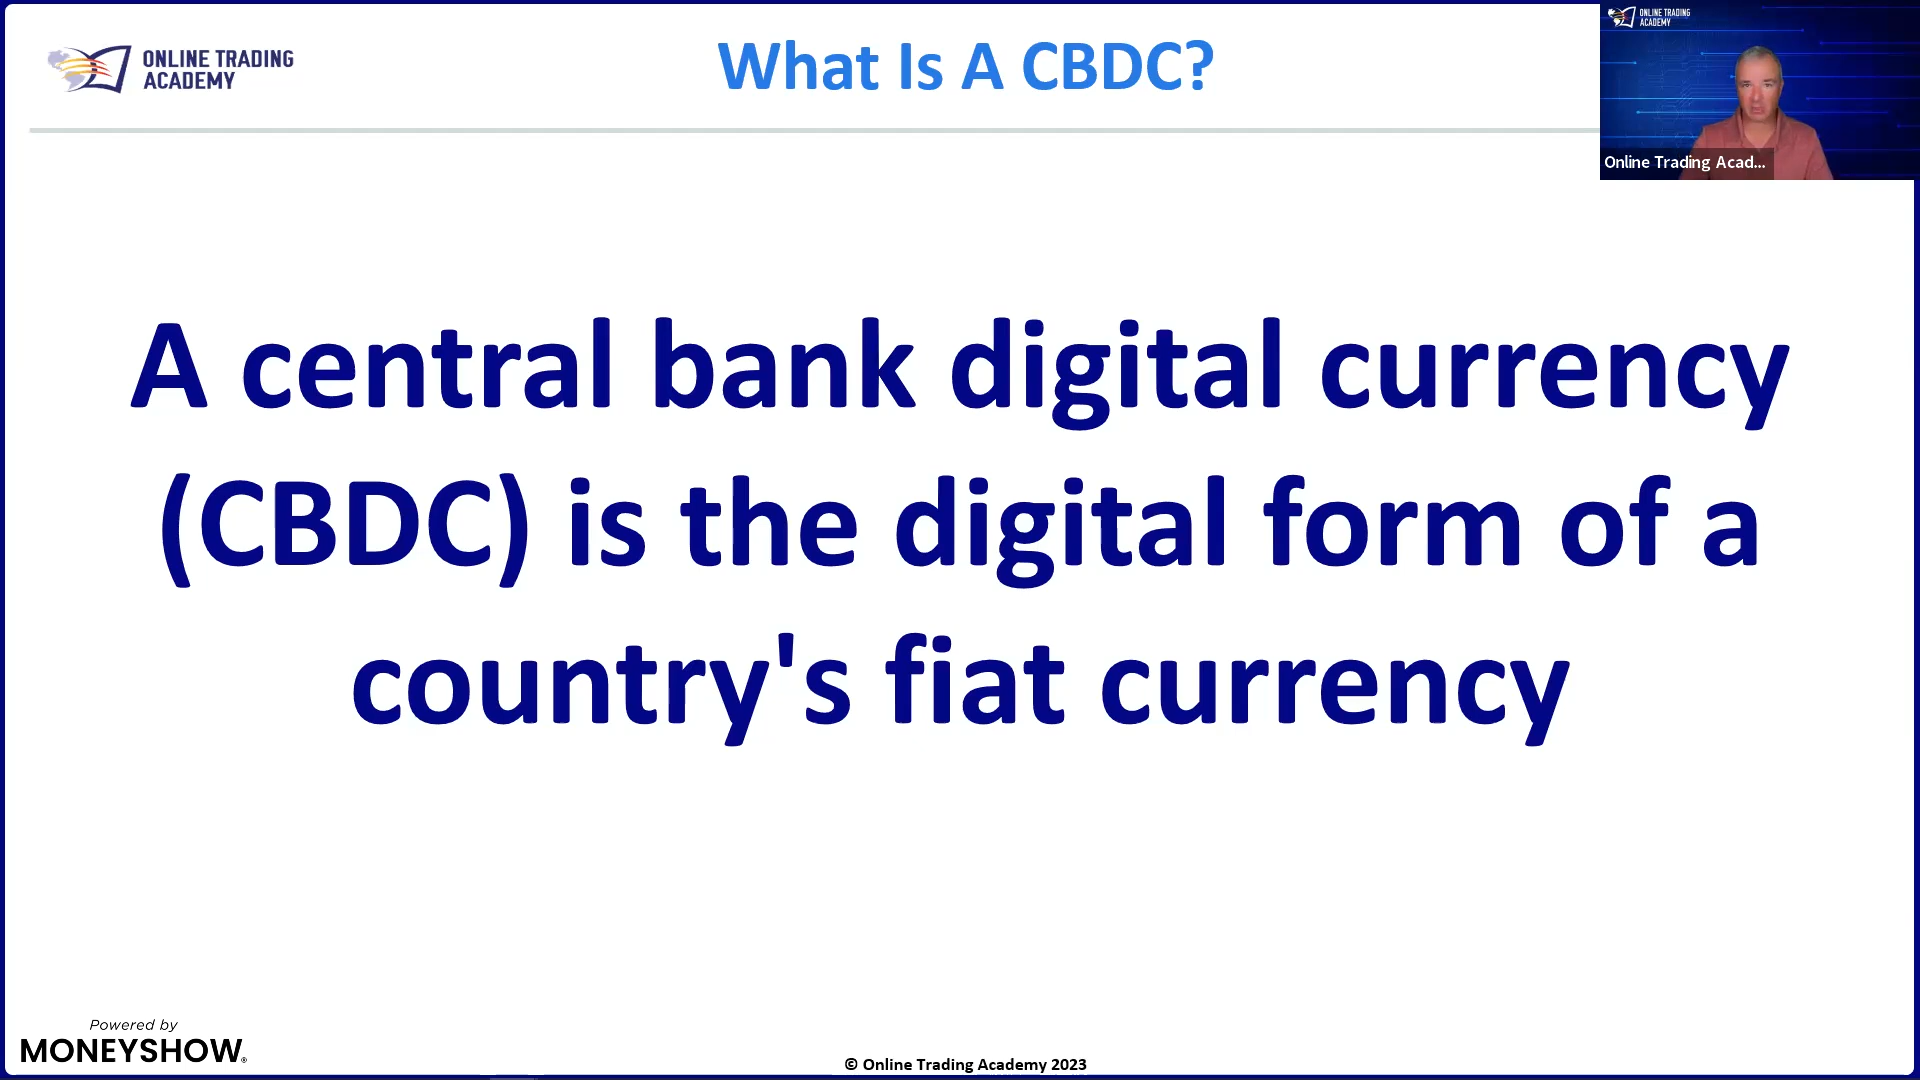 ONLINE TRADING
ACADEMY
What Is A CBDC?
ONLINE TRADING
ACADEMY
Online Trading Acad...
A central bank digital currency
(CBDC) is the digital form of a
country's fiat currency
Powered by
MONEYSHOW®
© Online Trading Academy 2023